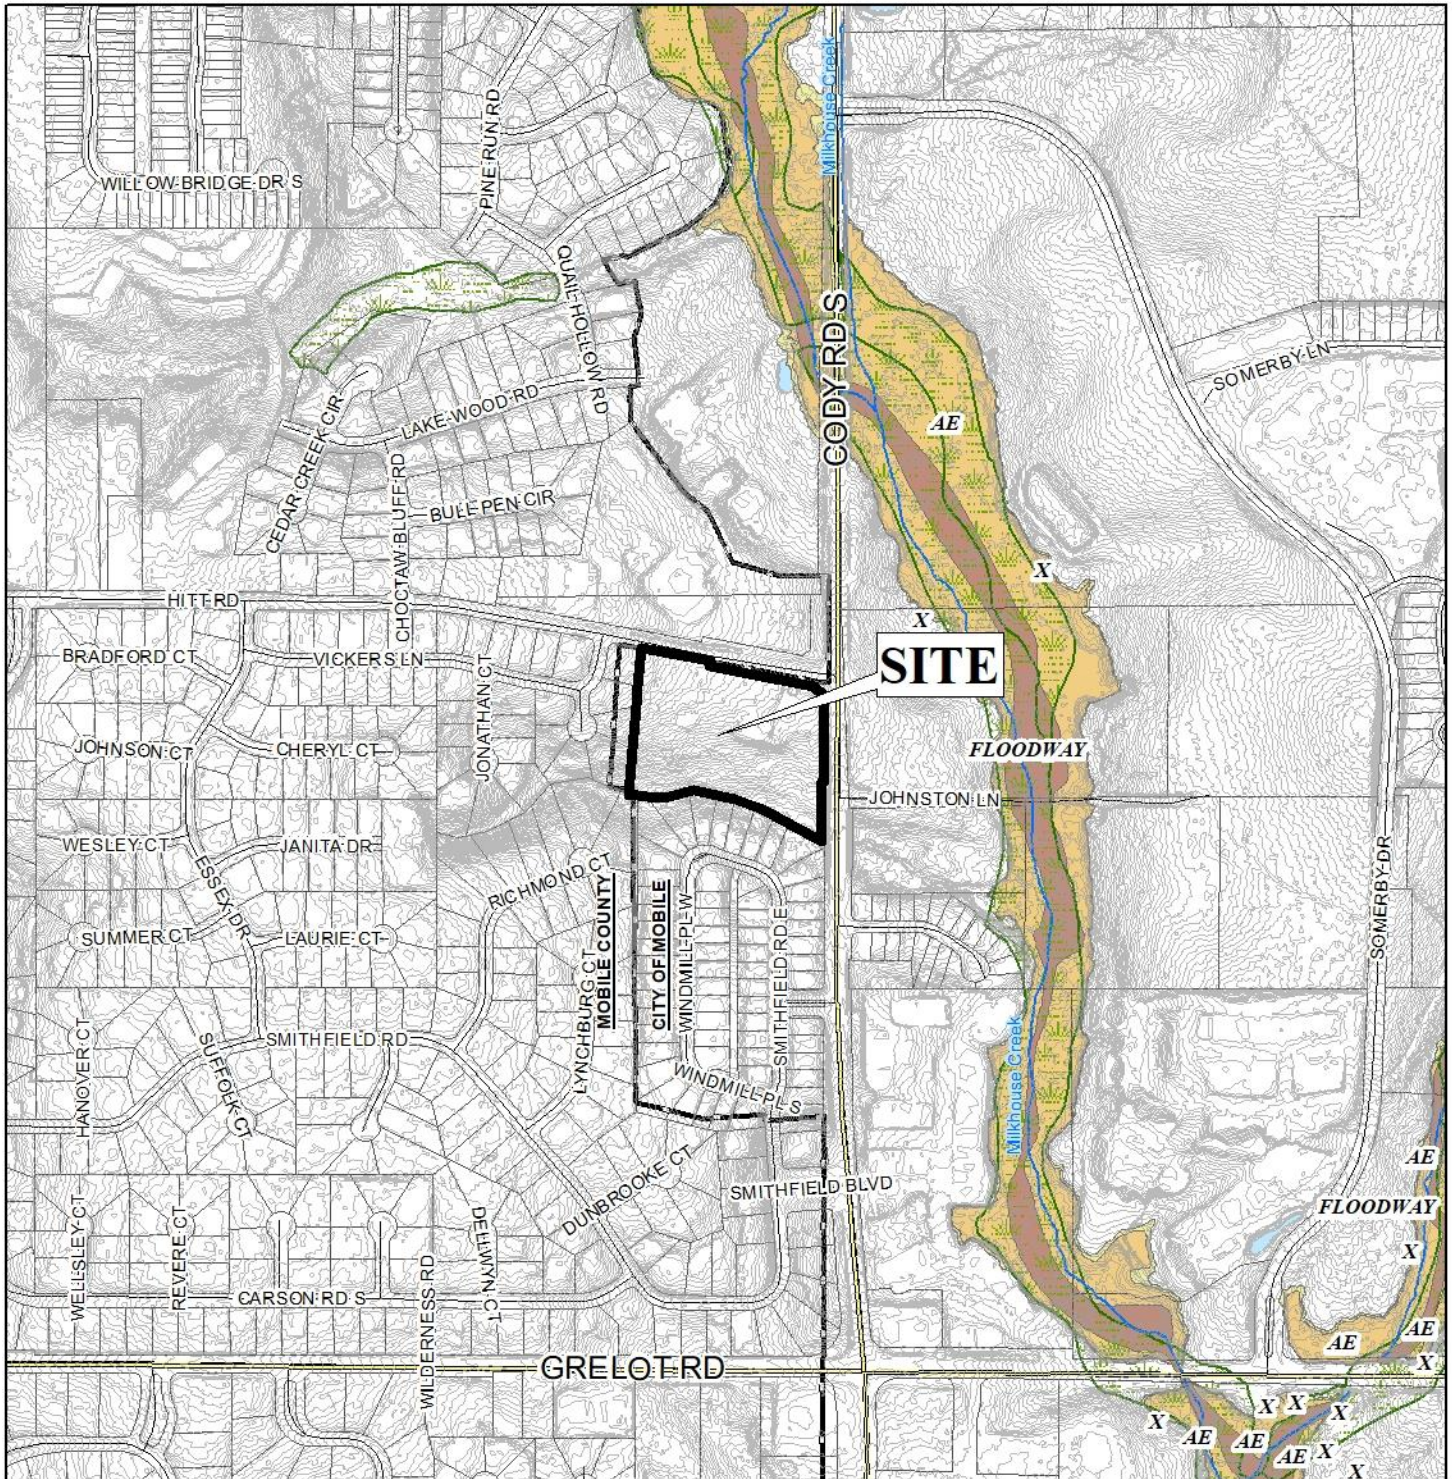 Milkhouse Creek
PINE RUN RD
WILLOW BRIDGE DR S
QUAIL HOLLOW RD
CODY RD S
SOMERBY LN
LAKE WOOD RD
CEDAR CREEK CIR
AE
CHOCTAW BLUFF RD
BULL PEN CIR
X
HITT RD
X
BRADFORD CT
VICKERS LN
SITE
JONATHAN CT
JOHNSON CT
CHERYL CT
FLOODWAY
JOHNSTON LN
WESLEY CT
JANITA DR
ESSEX DR
RICHMOND CT
SOMERBY DR
SUMMER CT
LAURIE CT
LYNCHBURG CT
MOBILE COUNTY
CITY OF MOBILE
WINDMILL PL W
SMITHFIELD RD E
HANOVER CT
SUFFOLK CT
SMITHFIELD RD
WINDMILL PL S
Milkhouse Creek
DUNBROOKE CT
SMITHFIELD BLVD
AE
FLOODWAY
X
WELLSLEY CT
REVERE CT
DELLWYN CT
CARSON RD S
WILDERNESS RD
AE
AE
X
GRELOT RD
X
AE
X
X
X
AE
AE
X
X